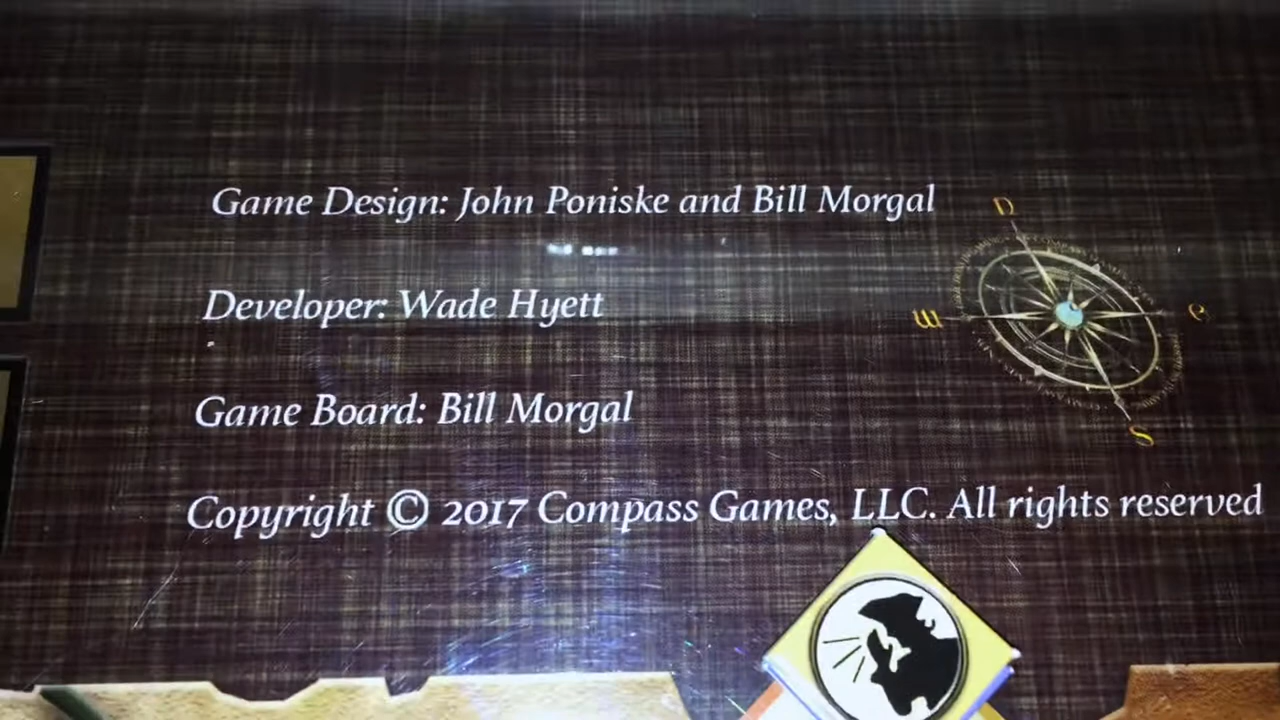 Game Design: John Poniske and Bill Morgal
Developer: Wade Hyett
Game Board: Bill Morgal
Copyright © 2017 Compass Games, LLC. All rights reserved
n
w e
s